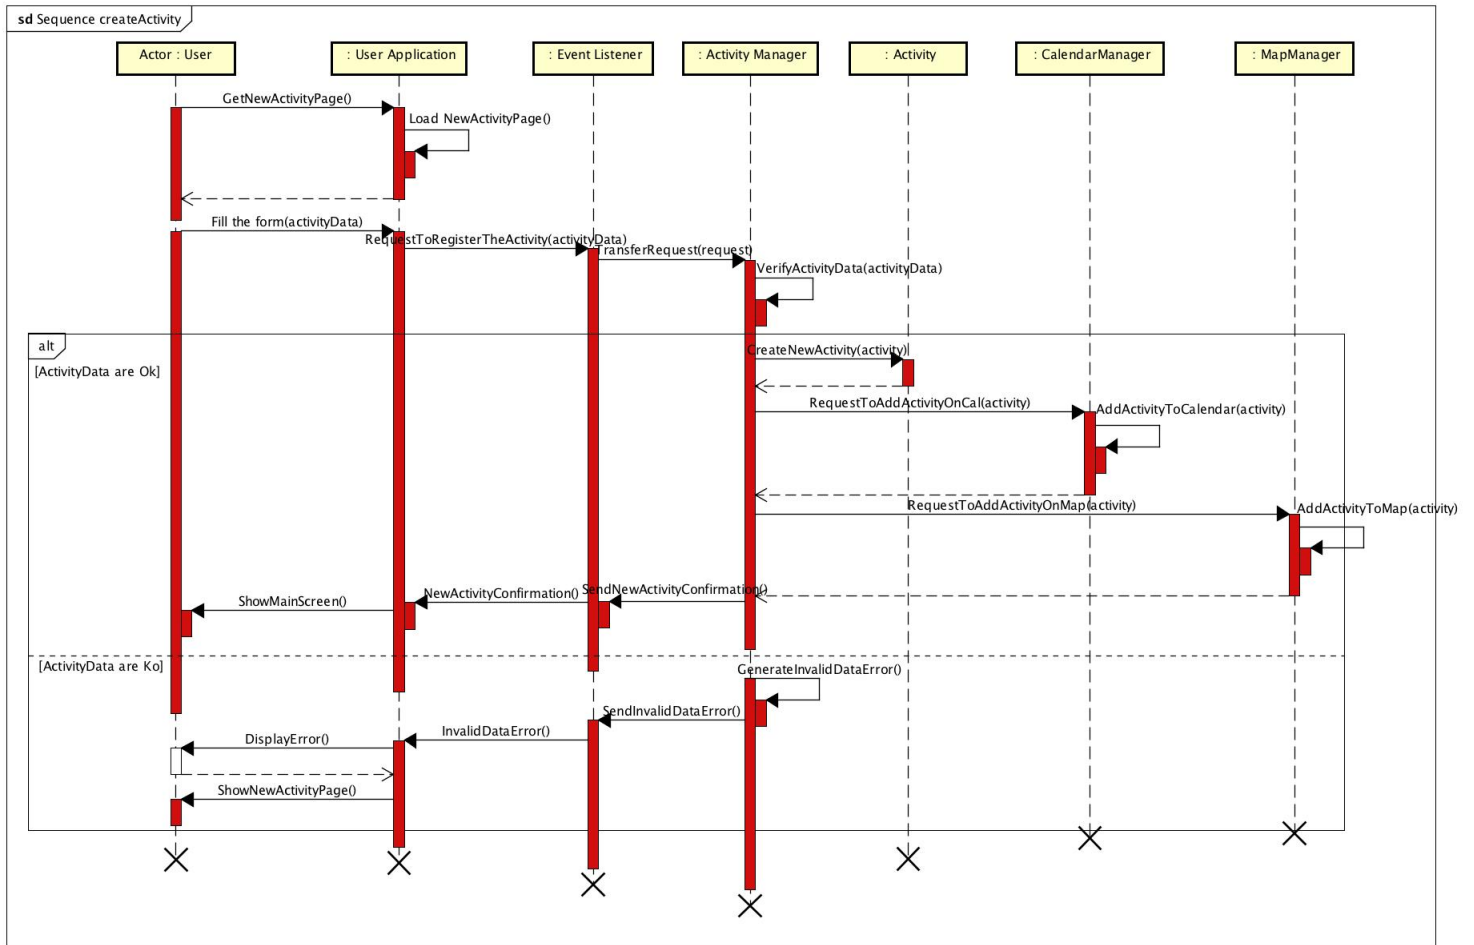 sd Sequence createActivity
Actor : User
: User Application
: Event Listener
: Activity Manager
: Activity
: CalendarManager
: MapManager
GetNewActivityPage()
Load NewActivityPage()
Fill the form(activityData)
RequestToRegisterTheActivity(activityData)
TransferRequest(request)
VerifyActivityData(activityData)
alt
CreateNewActivity(activity)
[ActivityData are Ok]
RequestToAddActivityOnCal(activity)
AddActivityToCalendar(activity)
RequestToAddActivityOnMap(activity)
AddActivityToMap(activity)
SendNewActivityConfirmation()
NewActivityConfirmation()
ShowMainScreen()
[ActivityData are Ko]
GenerateInvalidDataError()
SendInvalidDataError()
InvalidDataError()
DisplayError()
ShowNewActivityPage()